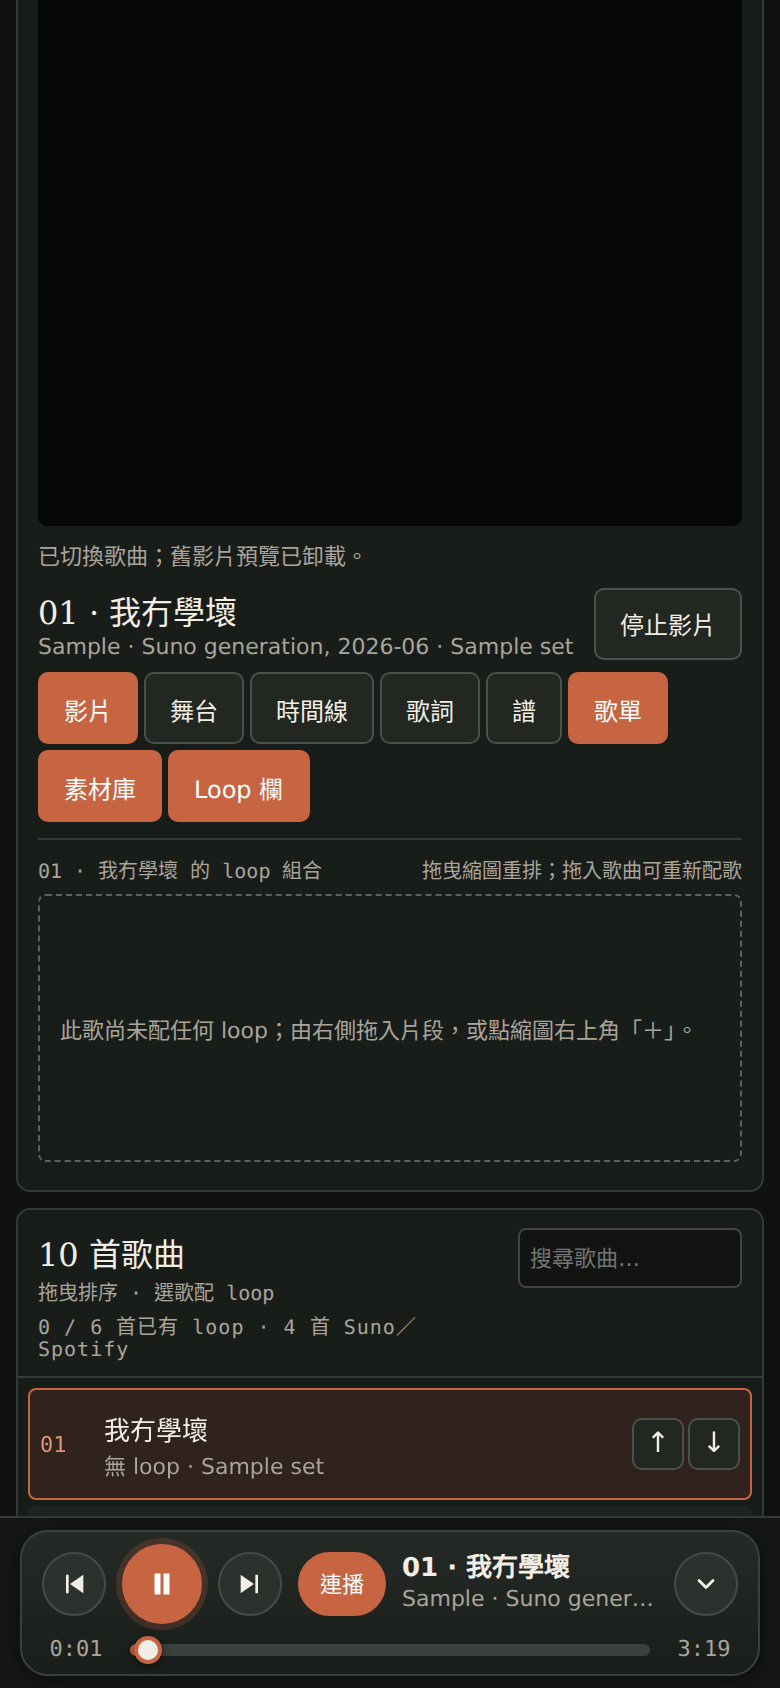 已切換歌曲；舊影片預覽已卸載。
01 · 我冇學壞
Sample · Suno generation, 2026-06 · Sample set
停止影片
影片
舞台
時間線
歌詞
譜
歌單
素材庫
Loop 欄
01 · 我冇學壞 的 loop 組合
拖曳縮圖重排；拖入歌曲可重新配歌
此歌尚未配任何 loop；由右側拖入片段，或點縮圖右上角「＋」。
10 首歌曲
搜尋歌曲…
拖曳排序 · 選歌配 loop
0 / 6 首已有 loop · 4 首 Suno／
Spotify
01
我冇學壞
無 loop · Sample set
↑
↓
連播
01 · 我冇學壞
Sample · Suno gener…
0:01
3:19